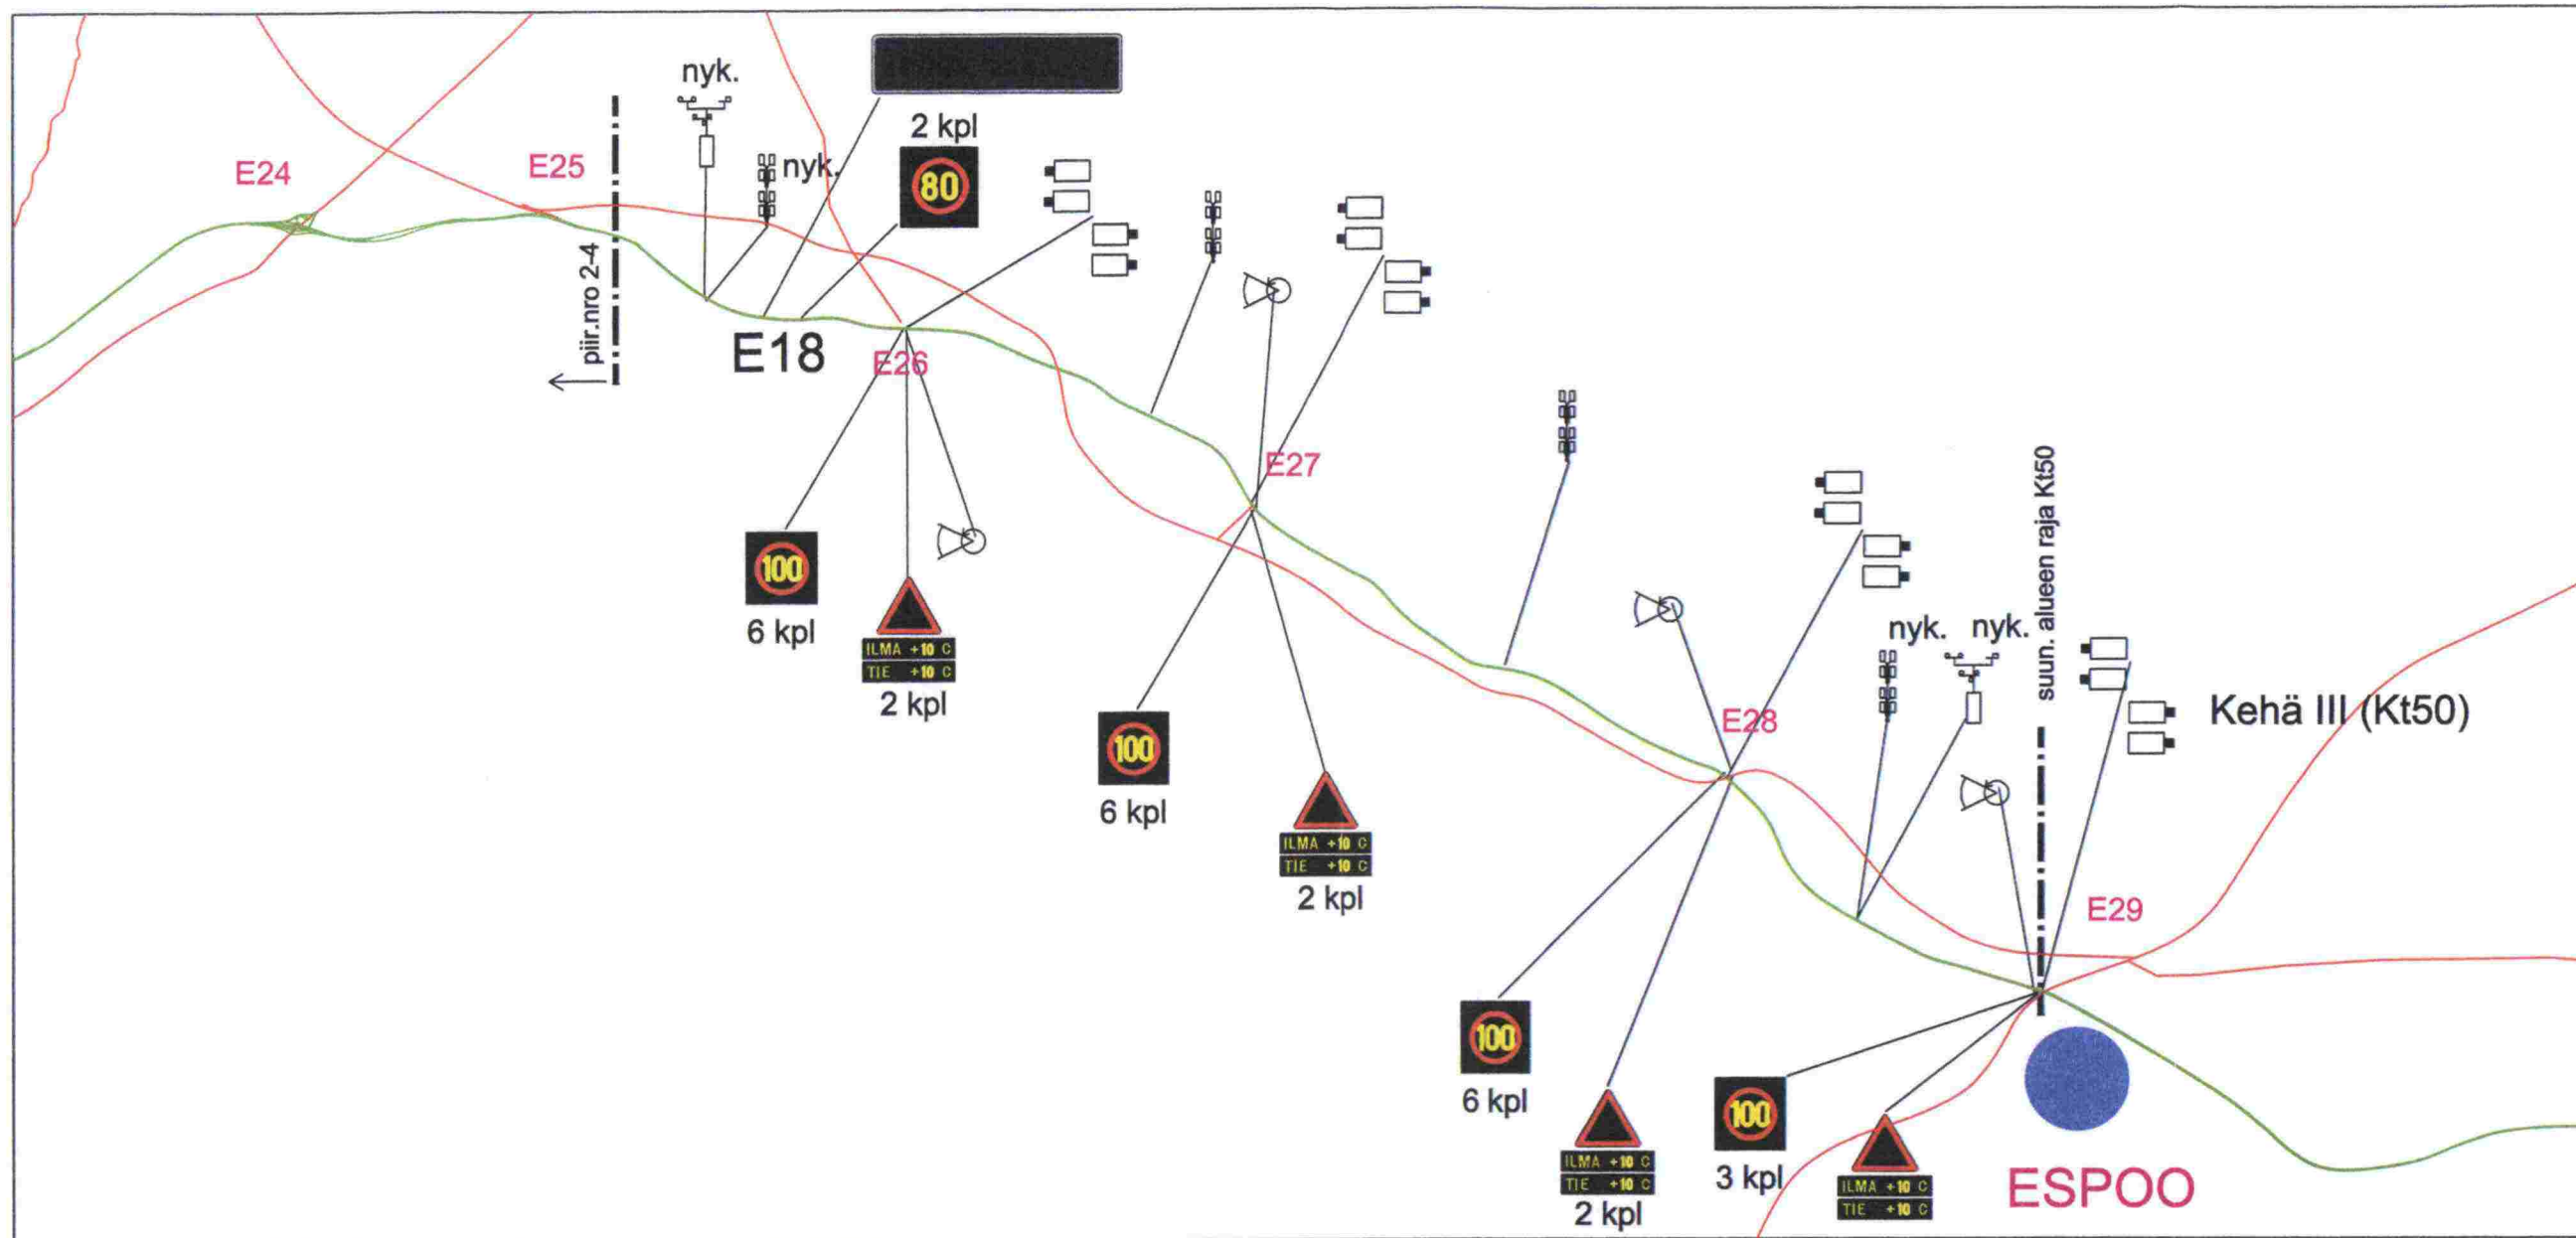 nyk.
2 kpl
nyk.
80
E24
E25
piir.nro 2-4
E18
E26
E27
100
6 kpl
ILMA +10 C
TIE +10 C
2 kpl
100
6 kpl
ILMA +10 C
TIE +10 C
2 kpl
suun. alueen raja Kt50
nyk.
nyk.
E28
Kehä III (Kt50)
E29
100
6 kpl
ILMA +10 C
TIE +10 C
2 kpl
100
3 kpl
ILMA +10 C
TIE +10 C
ESPOO